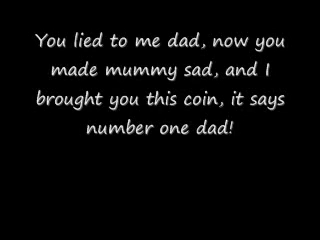 You lied to me dad, now you
made mummy sad, and I
brought you this coin, it says
number one dad!